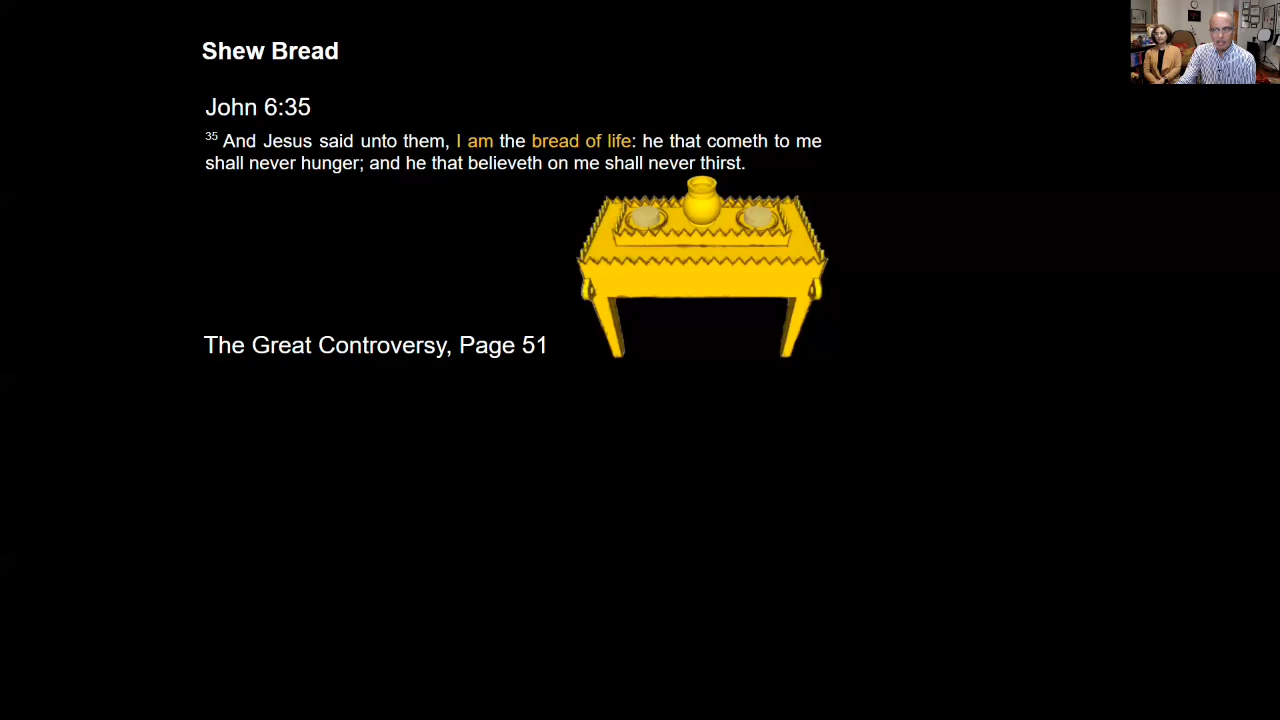 Shew Bread
John 6:35
35 And Jesus said unto them, I am the bread of life: he that cometh to me
shall never hunger; and he that believeth on me shall never thirst.
The Great Controversy, Page 51